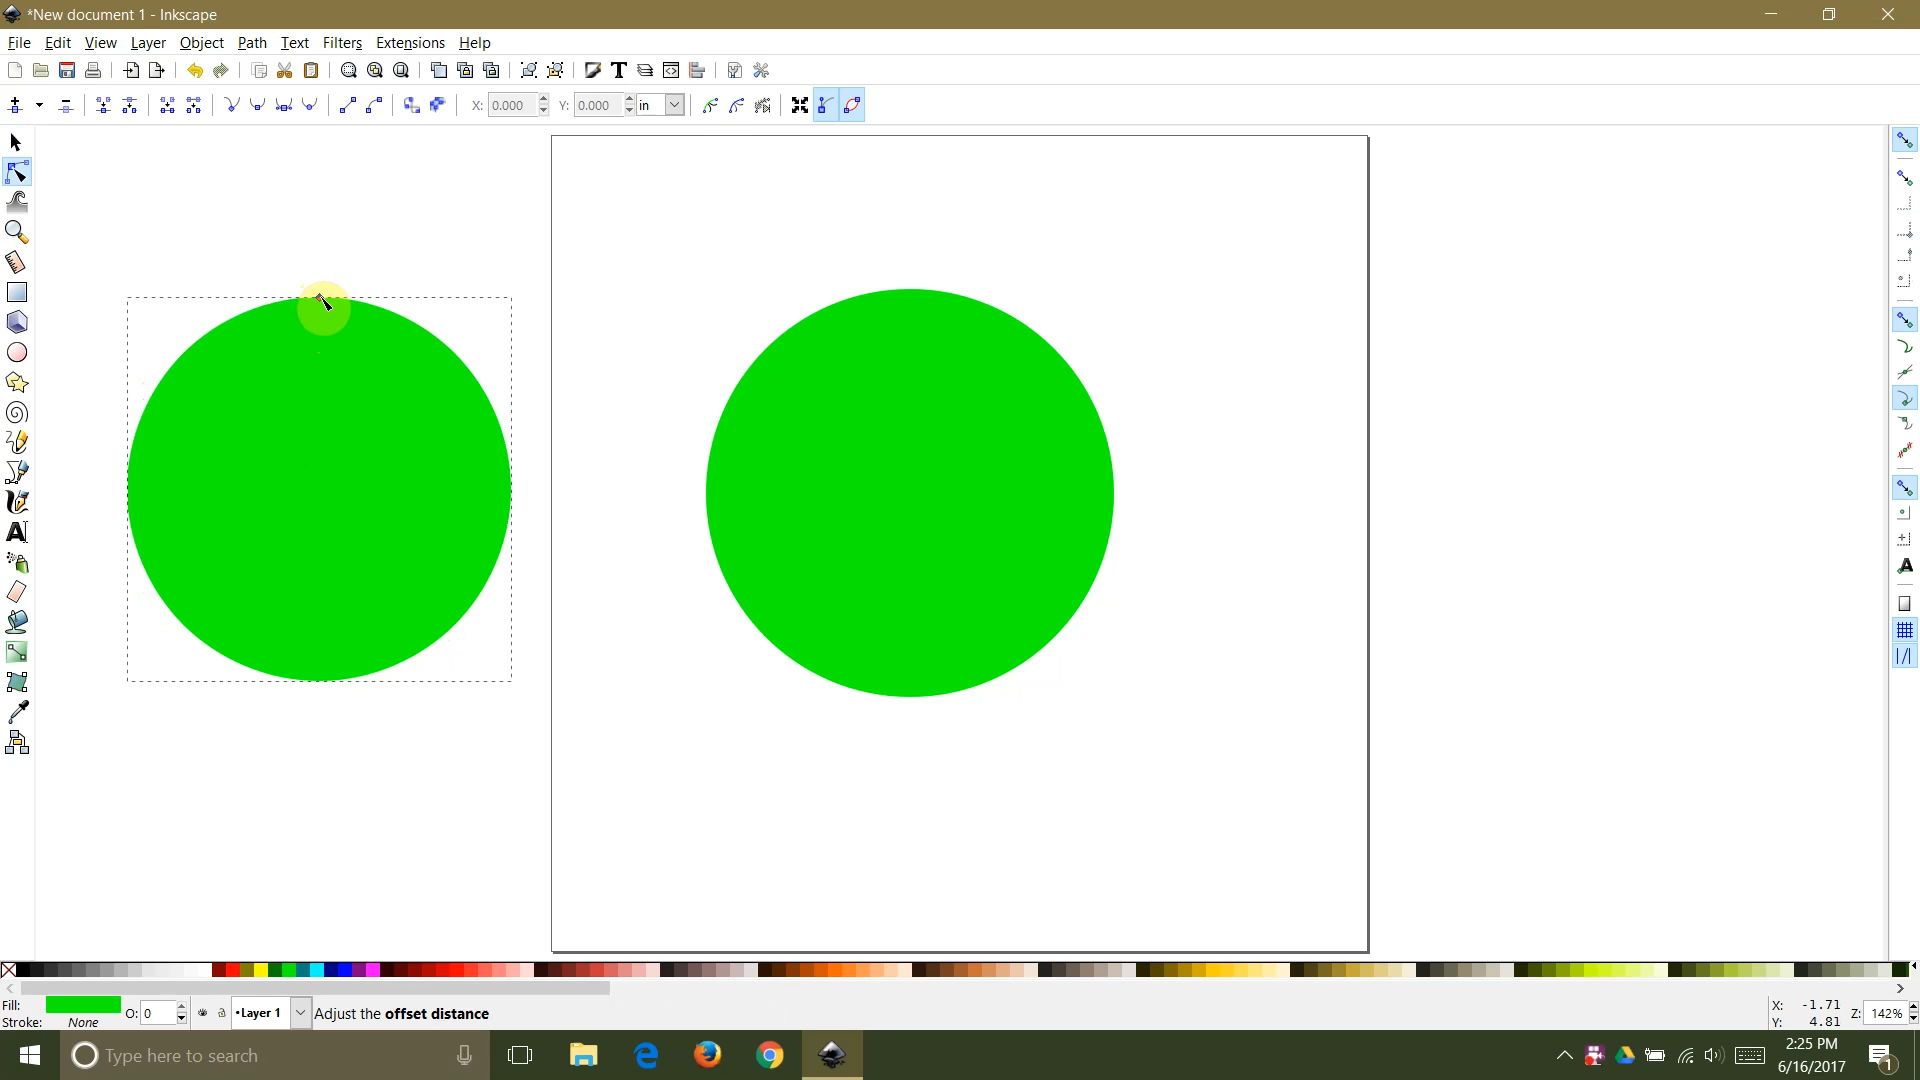 *New document 1 - Inkscape
File Edit View Layer Object Path Text Filters Extensions Help
X: 0.000 Y: 0.000 in
Fill: O: 0 •Layer 1 Adjust the offset distance X: -1.71 Z: 142%
Stroke: None Y: 4.81
Type here to search 2:25 PM
6/16/2017
1